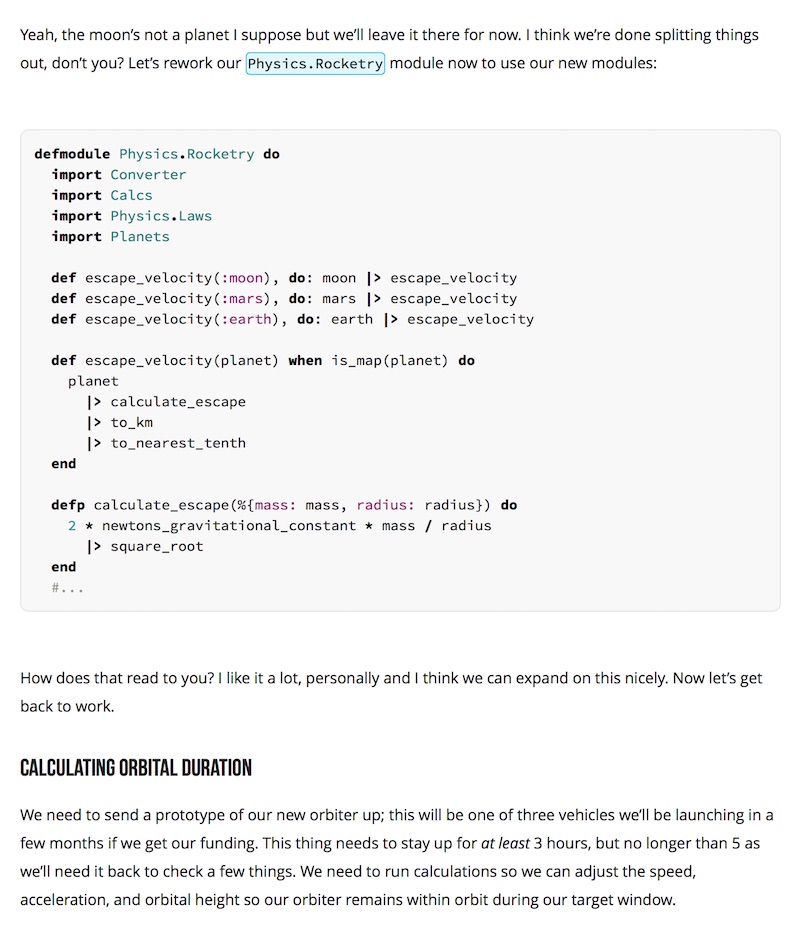 Yeah, the moon’s not a planet I suppose but we’ll leave it there for now. I think we’re done splitting things
out, don’t you? Let’s rework our Physics.Rocketry module now to use our new modules:
defmodule Physics.Rocketry do
  import Converter
  import Calcs
  import Physics.Laws
  import Planets

  def escape_velocity(:moon), do: moon |> escape_velocity
  def escape_velocity(:mars), do: mars |> escape_velocity
  def escape_velocity(:earth), do: earth |> escape_velocity

  def escape_velocity(planet) when is_map(planet) do
    planet
      |> calculate_escape
      |> to_km
      |> to_nearest_tenth
  end

  defp calculate_escape(%{mass: mass, radius: radius}) do
    2 * newtons_gravitational_constant * mass / radius
      |> square_root
  end
  #...
How does that read to you? I like it a lot, personally and I think we can expand on this nicely. Now let’s get
back to work.
CALCULATING ORBITAL DURATION
We need to send a prototype of our new orbiter up; this will be one of three vehicles we’ll be launching in a
few months if we get our funding. This thing needs to stay up for at least 3 hours, but no longer than 5 as
we’ll need it back to check a few things. We need to run calculations so we can adjust the speed,
acceleration, and orbital height so our orbiter remains within orbit during our target window.